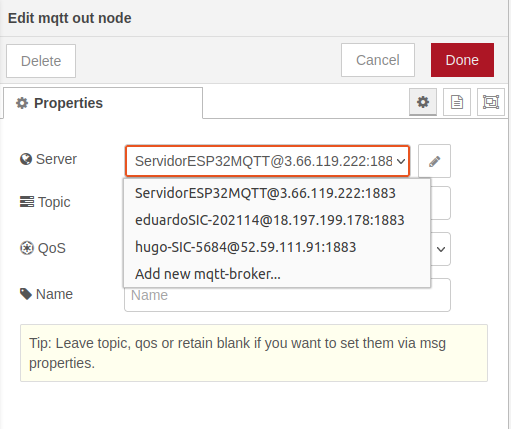 Edit mqtt out node
Delete
Cancel
Done
Properties
Server
ServidorESP32MQTT@3.66.119.222:188
ServidorESP32MQTT@3.66.119.222:1883
Topic
eduardoSIC-202114@18.197.199.178:1883
QoS
hugo-SIC-5684@52.59.111.91:1883
Add new mqtt-broker...
Name
Name
Tip: Leave topic, qos or retain blank if you want to set them via msg
properties.